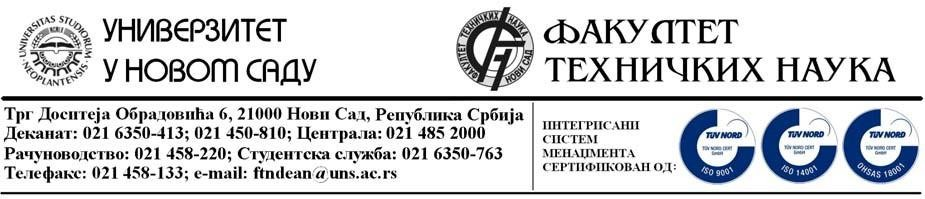 UNIVERSITAS STUDIORUM
NEOPLANTENSIS
УНИВЕРЗИТЕТ
У НОВОМ САДУ
ФАКУЛТЕТ ТЕХНИЧКИХ НАУКА
НОВИ САД
ФАКУЛТЕТ
ТЕХНИЧКИХ НАУКА
Трг Доситеја Обрадовића 6, 21000 Нови Сад, Република Србија
Деканат: 021 6350-413; 021 450-810; Централа: 021 485 2000
Рачуноводство: 021 458-220; Студентска служба: 021 6350-763
Телефакс: 021 458-133; e-mail: ftndean@uns.ac.rs
ИНТЕГРИСАНИ
СИСТЕМ
МЕНАЏМЕНТА
СЕРТИФИКОВАН ОД:
TÜV NORD
TÜV NORD CERT
GmbH
ISO 9001
TÜV NORD
TÜV NORD CERT
GmbH
ISO 14001
TÜV NORD
TÜV NORD CERT
GmbH
OHSAS 18001